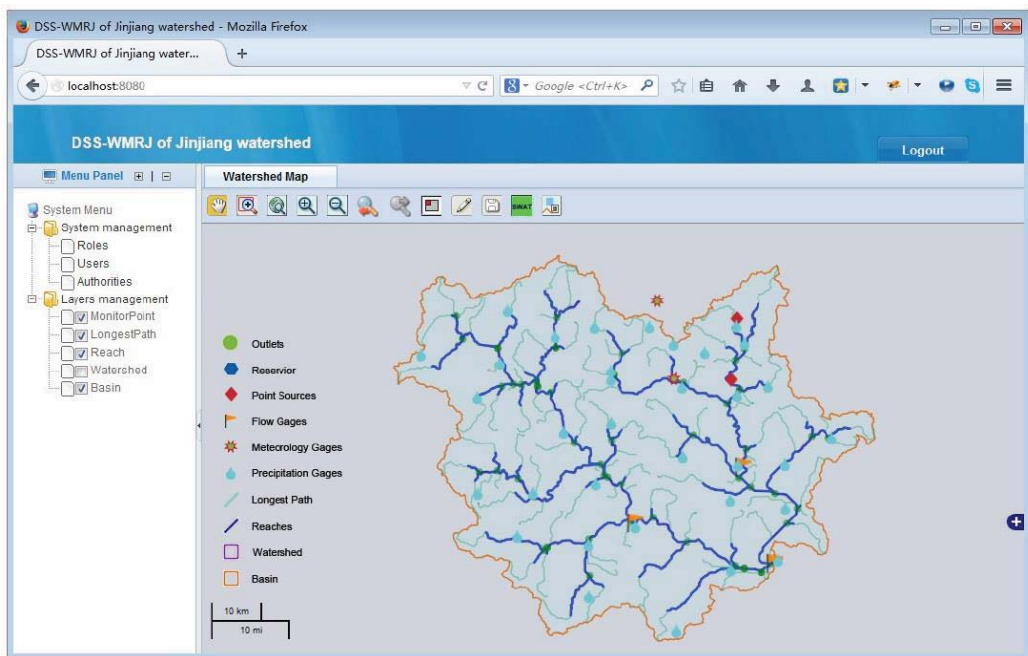 DSS-WMRJ of Jinjiang watershed - Mozilla Firefox
DSS-WMRJ of Jinjiang water... +
localhost:8080
Google <Ctrl+K>
DSS-WMRJ of Jinjiang watershed
Logout
Menu Panel
Watershed Map
SWAT
System Menu
System management
Roles
Users
Authorities
Layers management
MonitorPoint
LongestPath
Reach
Watershed
Basin
Outlets
Reservior
Point Sources
Flow Gages
Meteorology Gages
Precipitation Gages
Longest Path
Reaches
Watershed
Basin
10 km
10 mi